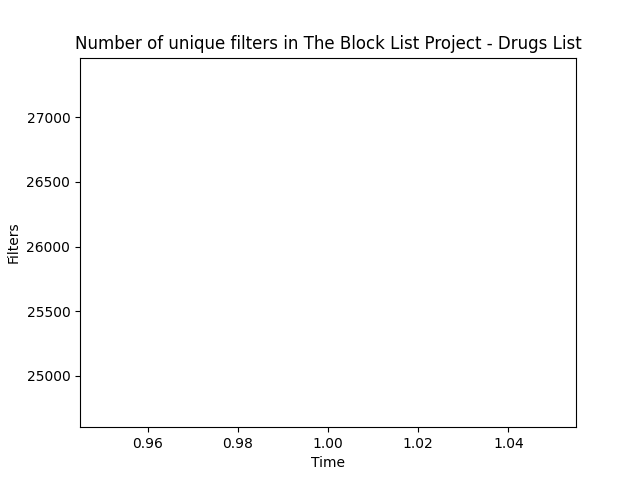 Number of unique filters in The Block List Project - Drugs List
27000
26500
26000
25500
25000
Filters
0.96 0.98 1.00 1.02 1.04
Time